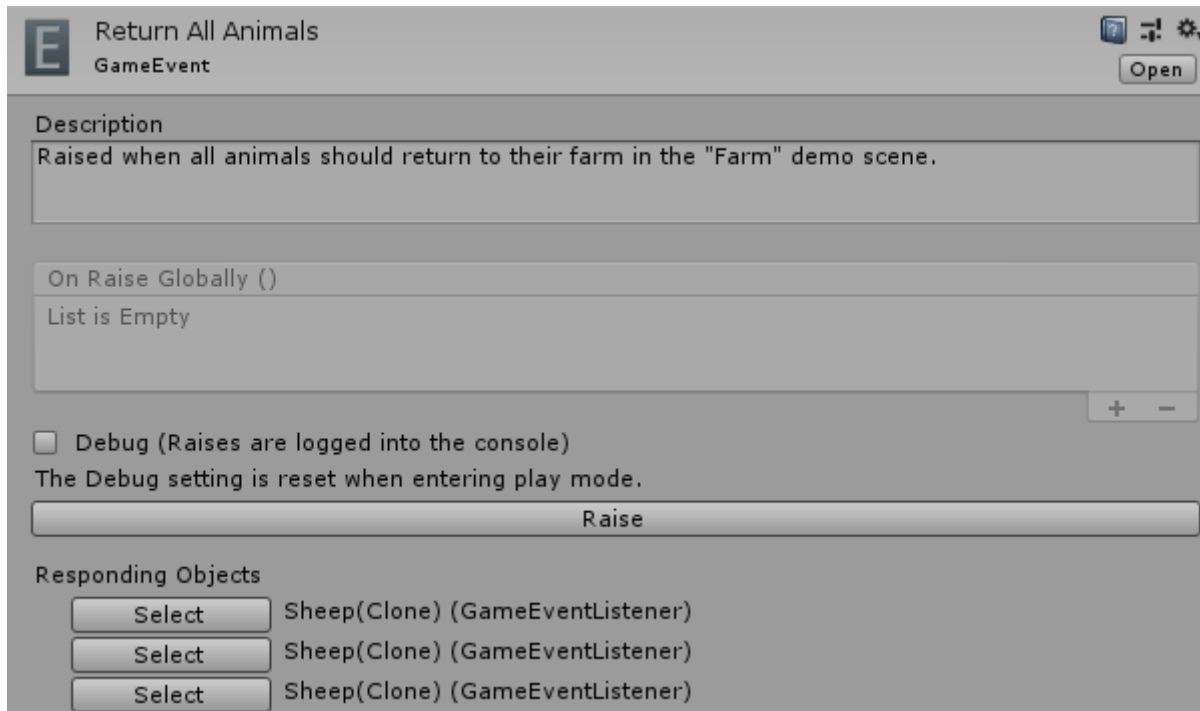 E
Return All Animals
GameEvent
Open
Description
Raised when all animals should return to their farm in the "Farm" demo scene.
On Raise Globally ()
List is Empty
+ −
Debug (Raises are logged into the console)
The Debug setting is reset when entering play mode.
Raise
Responding Objects
Select Sheep(Clone) (GameEventListener)
Select Sheep(Clone) (GameEventListener)
Select Sheep(Clone) (GameEventListener)